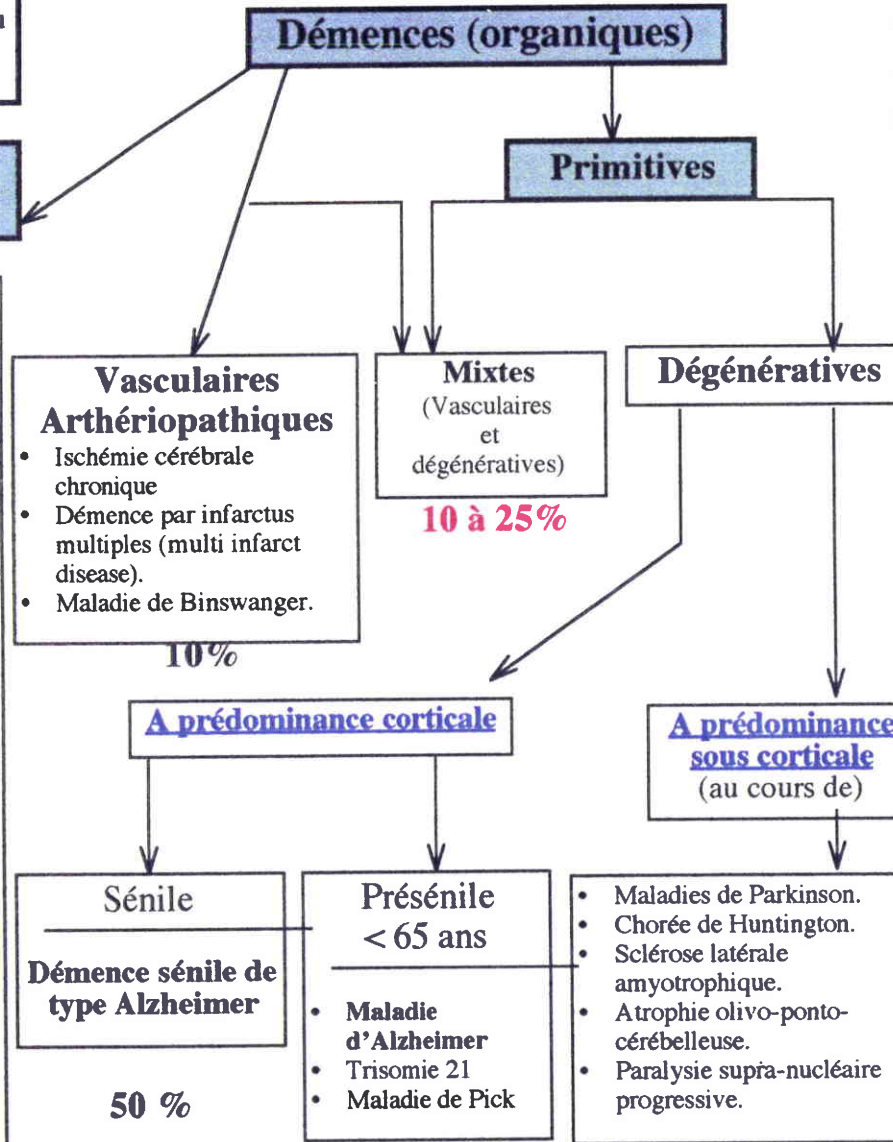 Démences (organiques)
Primitives
Vasculaires
Arthériopathiques
• Ischémie cérébrale
chronique
• Démence par infarctus
multiples (multi infarct
disease).
• Maladie de Binswanger.
10%
Mixtes
(Vasculaires
et
dégénératives)
10 à 25%
Dégénératives
A prédominance corticale
A prédominance
sous corticale
(au cours de)
Sénile
Démence sénile de
type Alzheimer
50 %
Présénile
< 65 ans
• Maladie
d'Alzheimer
• Trisomie 21
• Maladie de Pick
• Maladies de Parkinson.
• Chorée de Huntington.
• Sclérose latérale
amyotrophique.
• Atrophie olivo-ponto-
cérébelleuse.
• Paralysie supra-nucléaire
progressive.